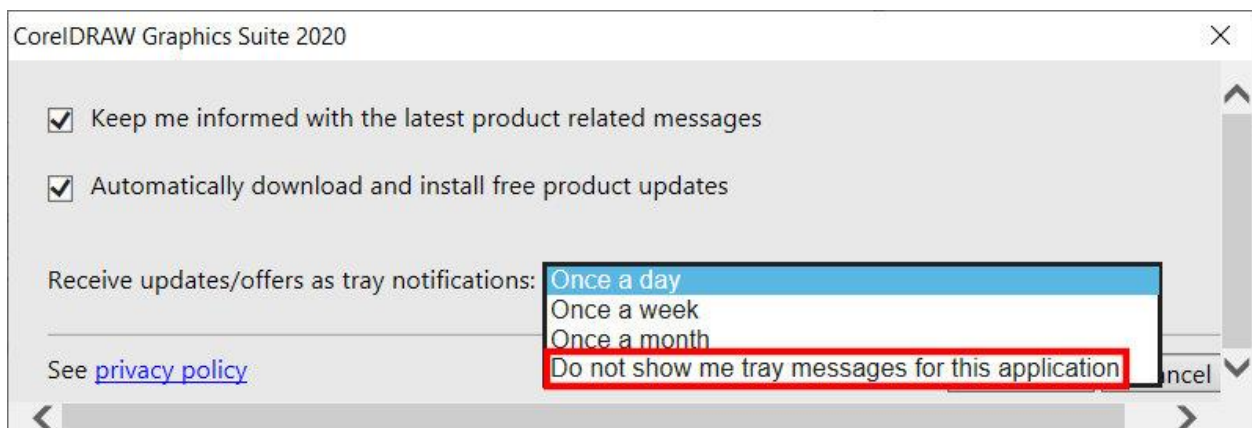 CorelDRAW Graphics Suite 2020
Keep me informed with the latest product related messages
Automatically download and install free product updates
Receive updates/offers as tray notifications: Once a day
Once a week
Once a month
Do not show me tray messages for this application
See privacy policy